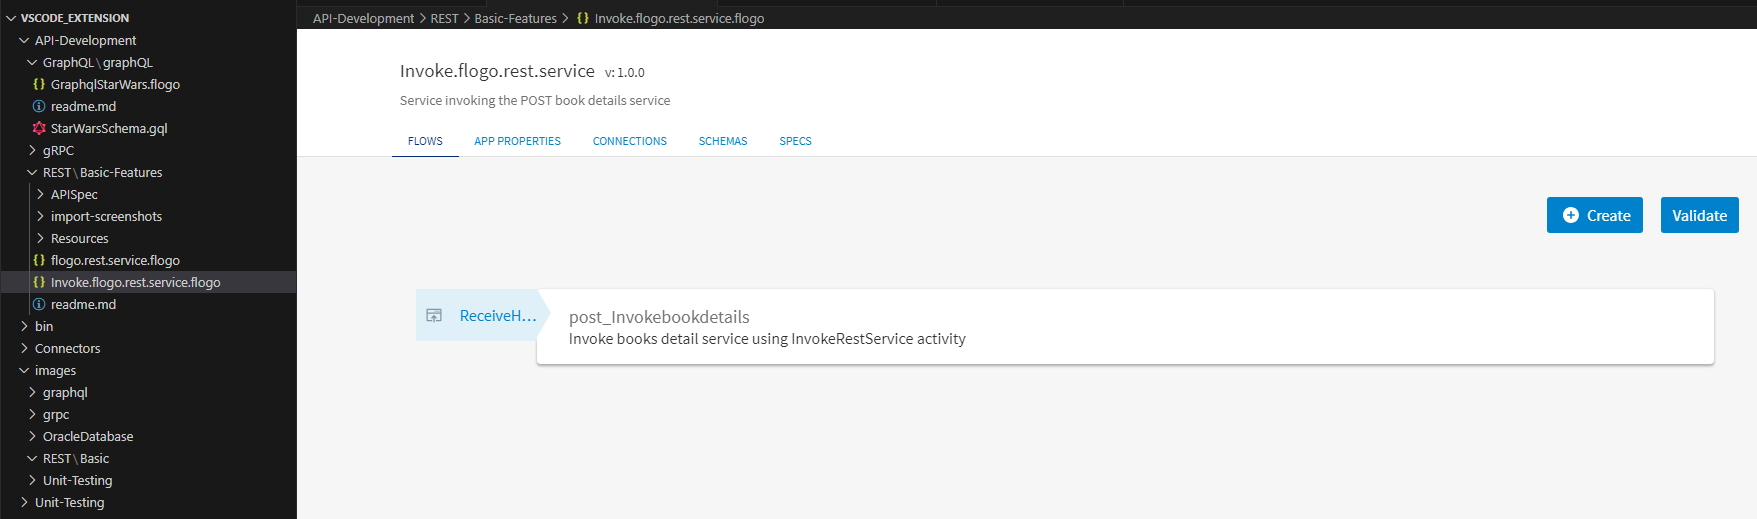 VSCODE_EXTENSION
API-Development
GraphQL\graphQL
GraphqlStarWars.flogo
readme.md
StarWarsSchema.gql
gRPC
REST\Basic-Features
APISpec
import-screenshots
Resources
flogo.rest.service.flogo
Invoke.flogo.rest.service.flogo
readme.md
bin
Connectors
images
graphql
grpc
OracleDatabase
REST\Basic
Unit-Testing
Unit-Testing
API-Development > REST > Basic-Features > {} Invoke.flogo.rest.service.flogo
Invoke.flogo.rest.service v: 1.0.0
Service invoking the POST book details service
FLOWS APP PROPERTIES CONNECTIONS SCHEMAS SPECS
Create Validate
ReceiveH...
post_Invokebookdetails
Invoke books detail service using InvokeRestService activity